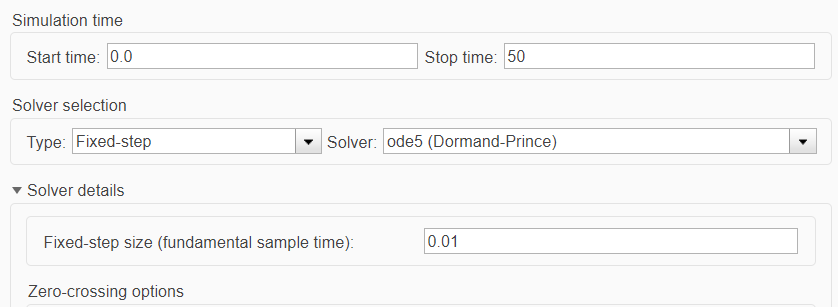 Simulation time
Start time: 0.0 Stop time: 50
Solver selection
Type: Fixed-step Solver: ode5 (Dormand-Prince)
Solver details
Fixed-step size (fundamental sample time): 0.01
Zero-crossing options